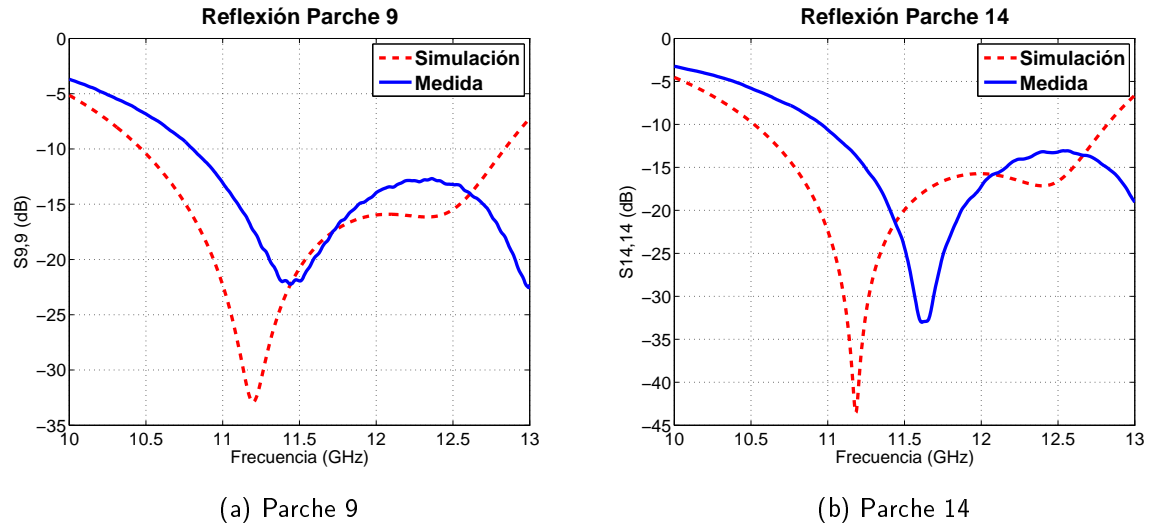 Reflexión Parche 9
0
−5
−10
−15
−20
−25
−30
−35
S9,9 (dB)
10
10.5
11
11.5
12
12.5
13
Frecuencia (GHz)
Simulación
Medida
(a) Parche 9
Reflexión Parche 14
0
−5
−10
−15
−20
−25
−30
−35
−40
−45
S14,14 (dB)
10
10.5
11
11.5
12
12.5
13
Frecuencia (GHz)
Simulación
Medida
(b) Parche 14